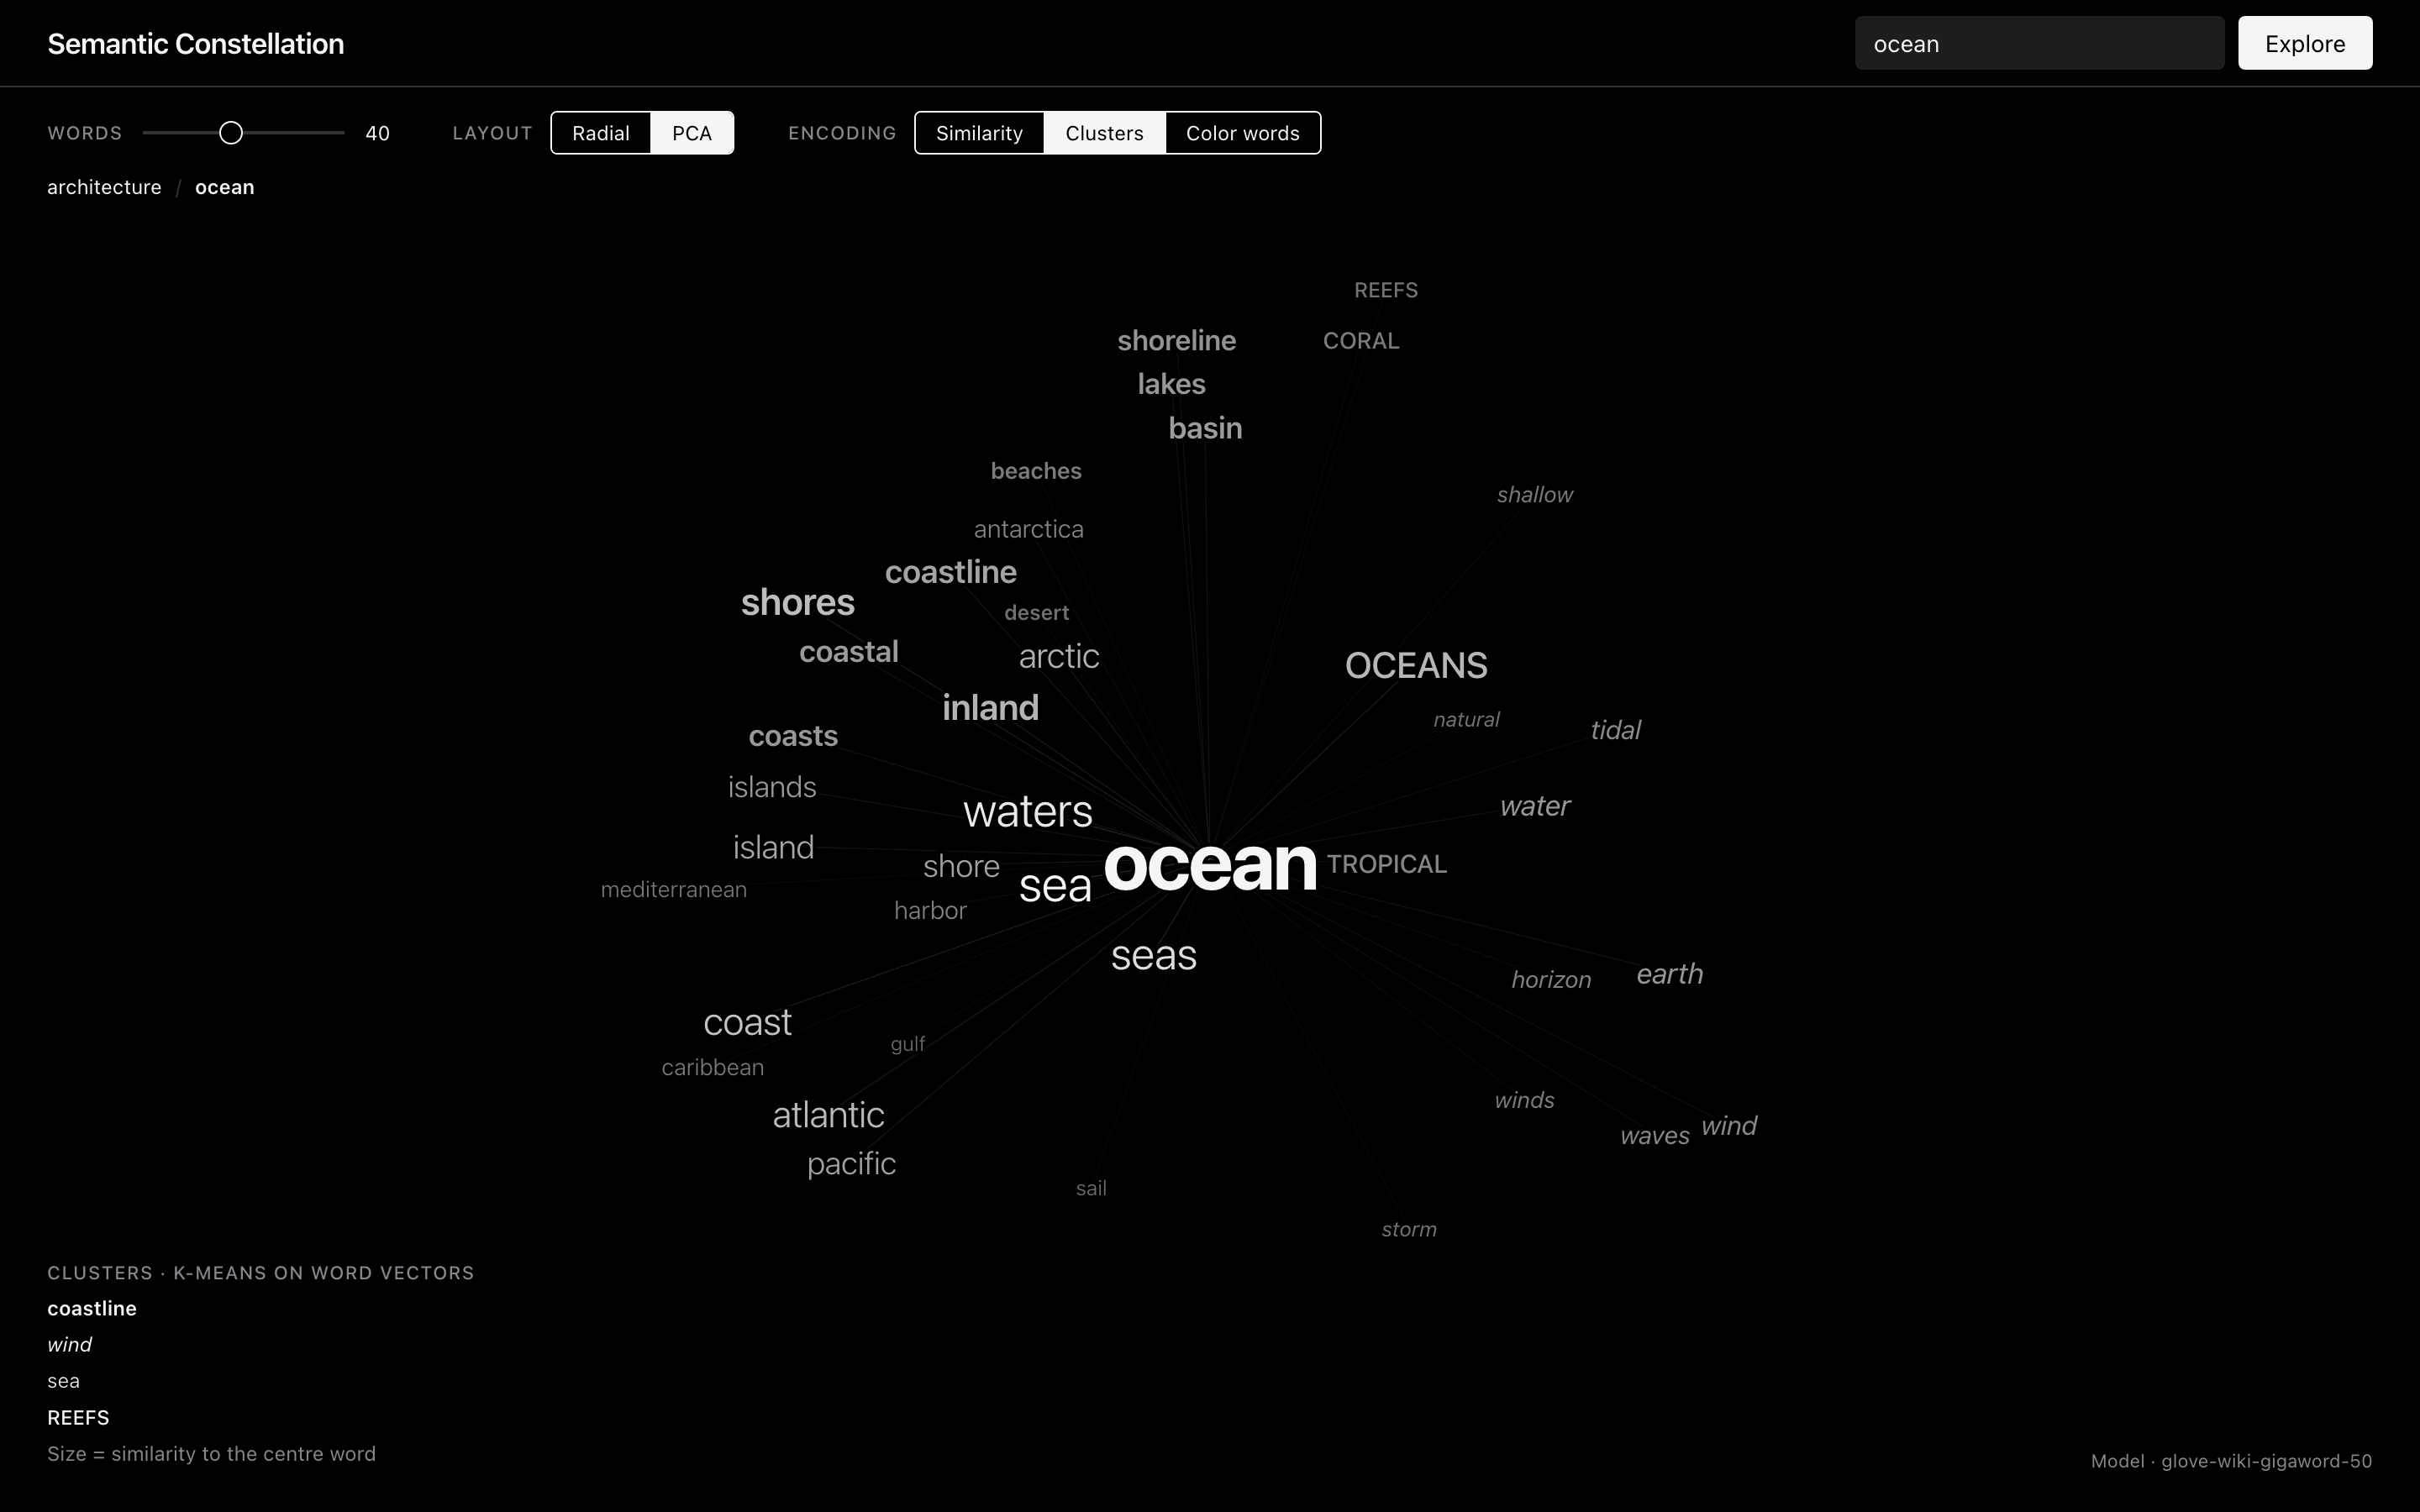 Semantic Constellation
ocean
Explore
WORDS 40 LAYOUT Radial PCA ENCODING Similarity Clusters Color words
architecture / ocean
REEFS
shoreline CORAL
lakes
basin
beaches
shallow
antarctica
coastline
shores
desert
coastal arctic
OCEANS
inland
natural
tidal
coasts
islands
water
waters
island
shore ocean TROPICAL
mediterranean sea
harbor
seas
earth
horizon
coast
gulf
caribbean
winds
atlantic
wind
waves
pacific
sail
storm
CLUSTERS · K-MEANS ON WORD VECTORS
coastline
wind
sea
REEFS
Size = similarity to the centre word
Model · glove-wiki-gigaword-50